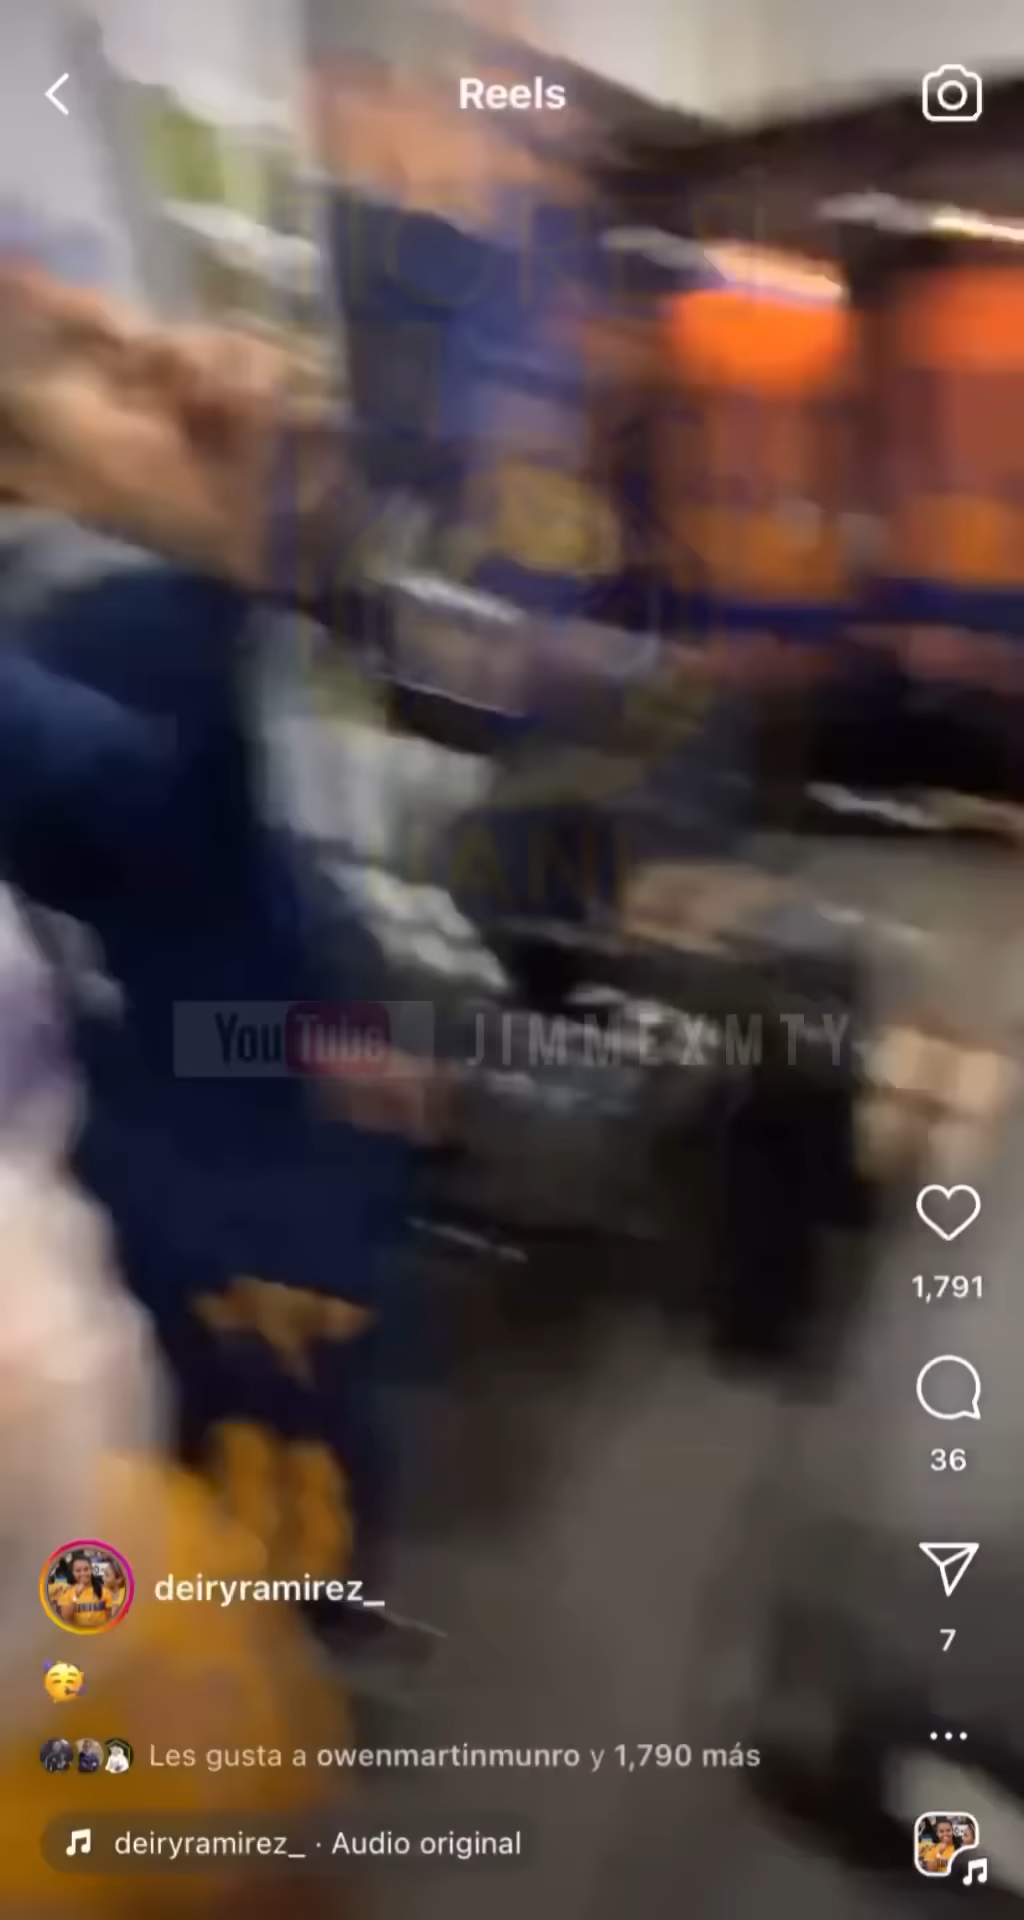 Reels
YouTube JIMMEXMTY
1,791
36
7
deiryramirez_
Les gusta a owenmartinmunro y 1,790 más
deiryramirez_ · Audio original